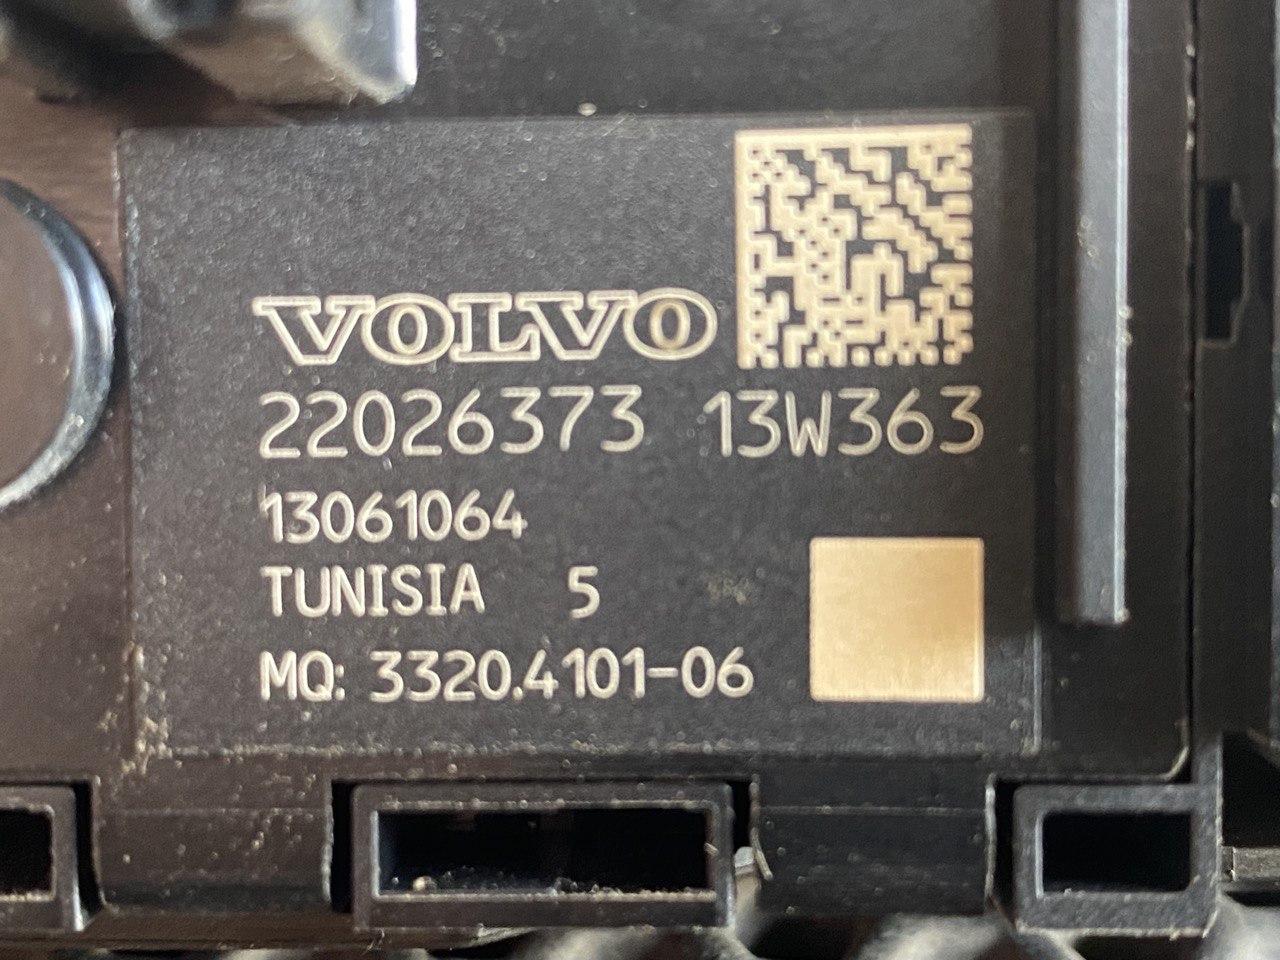 VOLVO
22026373 13W363
13061064
TUNISIA 5
MQ: 3320.4101-06